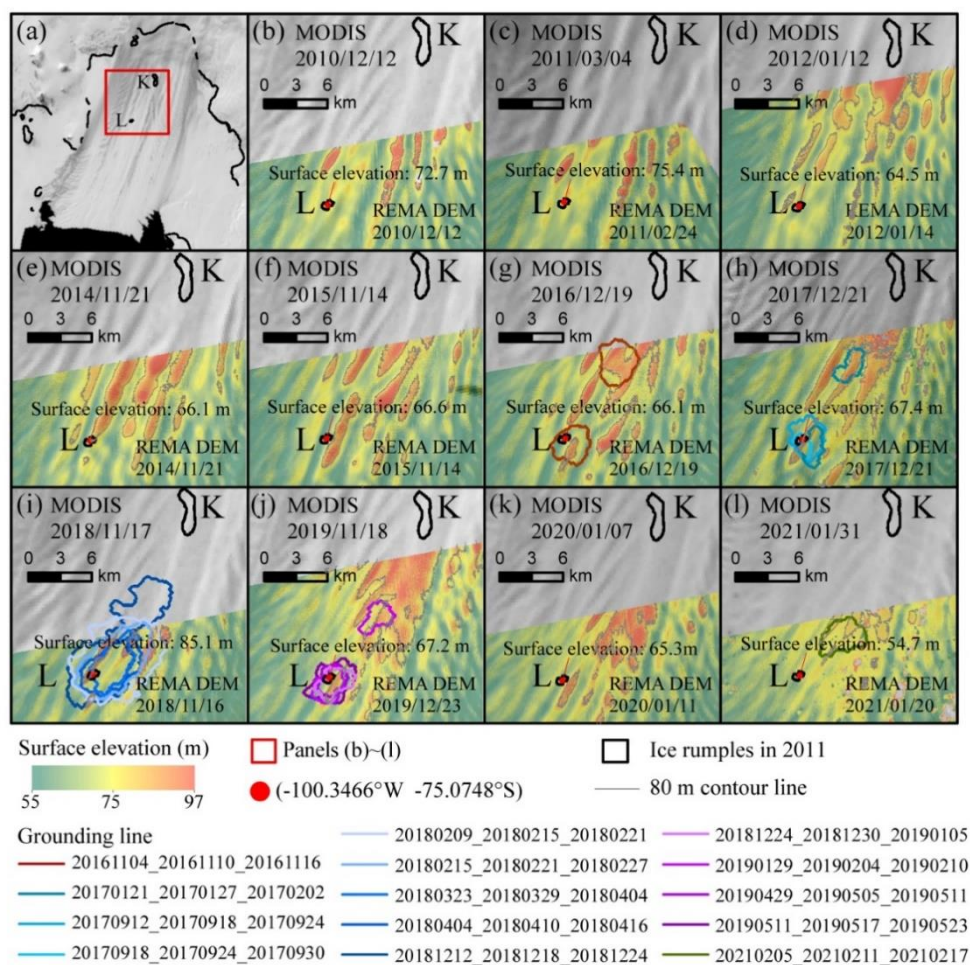 (a)
K
L
(b) MODIS
2010/12/12
K
0 3 6
km
Surface elevation: 72.7 m
L
REMA DEM
2010/12/12
(c) MODIS
2011/03/04
K
0 3 6
km
Surface elevation: 75.4 m
L
REMA DEM
2011/02/24
(d) MODIS
2012/01/12
K
0 3 6
km
Surface elevation: 64.5 m
L
REMA DEM
2012/01/14
(e) MODIS
2014/11/21
K
0 3 6
km
Surface elevation: 66.1 m
L
REMA DEM
2014/11/21
(f) MODIS
2015/11/14
K
0 3 6
km
Surface elevation: 66.6 m
L
REMA DEM
2015/11/14
(g) MODIS
2016/12/19
K
0 3 6
km
Surface elevation: 66.1 m
L
REMA DEM
2016/12/19
(h) MODIS
2017/12/21
K
0 3 6
km
Surface elevation: 67.4 m
L
REMA DEM
2017/12/21
(i) MODIS
2018/11/17
K
0 3 6
km
Surface elevation: 85.1 m
L
REMA DEM
2018/11/16
(j) MODIS
2019/11/18
K
0 3 6
km
Surface elevation: 67.2 m
L
REMA DEM
2019/12/23
(k) MODIS
2020/01/07
K
0 3 6
km
Surface elevation: 65.3m
L
REMA DEM
2020/01/11
(l) MODIS
2021/01/31
K
0 3 6
km
Surface elevation: 54.7 m
L
REMA DEM
2021/01/20
Surface elevation (m)
55 75 97
Panels (b)~(l)
(-100.3466°W -75.0748°S)
Ice rumples in 2011
80 m contour line
Grounding line
20161104_20161110_20161116
20170121_20170127_20170202
20170912_20170918_20170924
20170918_20170924_20170930
20180209_20180215_20180221
20180215_20180221_20180227
20180323_20180329_20180404
20180404_20180410_20180416
20181212_20181218_20181224
20181224_20181230_20190105
20190129_20190204_20190210
20190429_20190505_20190511
20190511_20190517_20190523
20210205_20210211_20210217